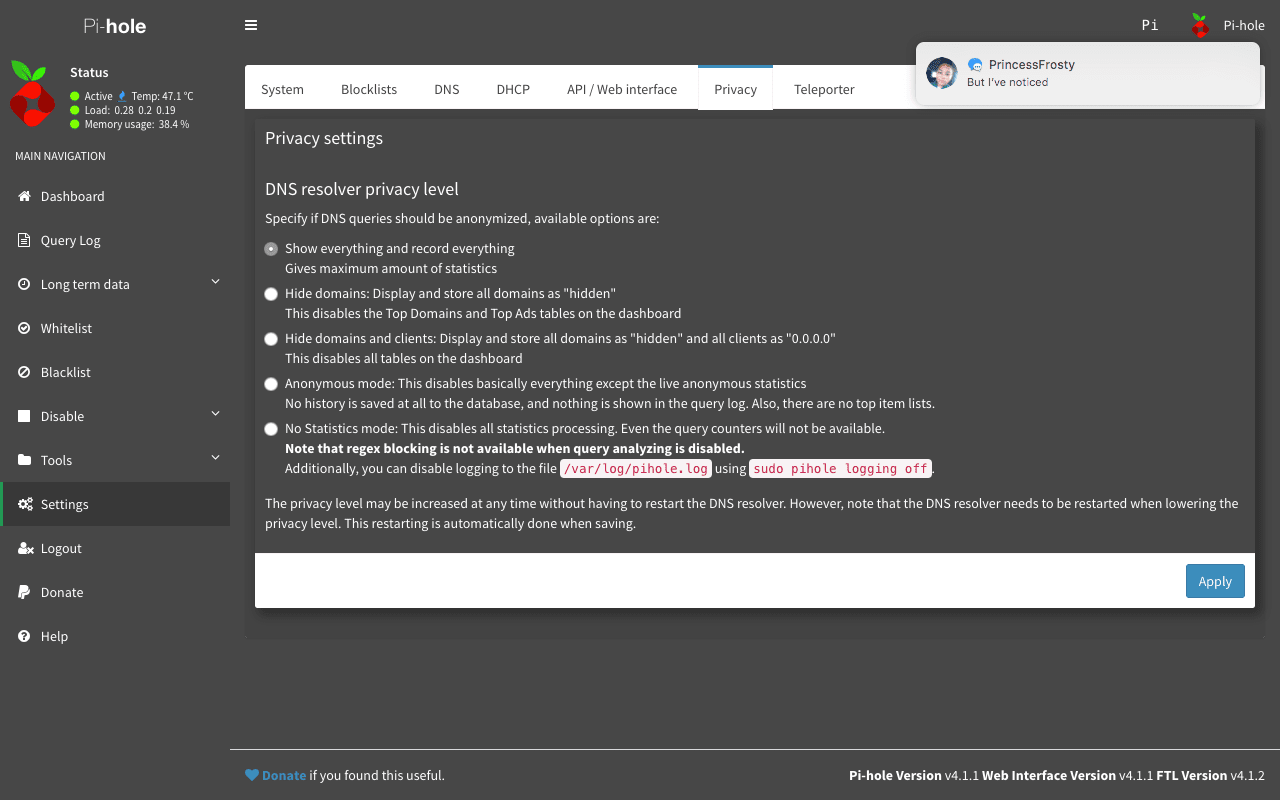 Pi-hole
Pi
Pi-hole
PrincessFrosty
But I've noticed
Status
Active Temp: 47.1 °C
Load: 0.28 0.2 0.19
Memory usage: 38.4 %
MAIN NAVIGATION
Dashboard
Query Log
Long term data
Whitelist
Blacklist
Disable
Tools
Settings
Logout
Donate
Help
System Blocklists DNS DHCP API / Web interface Privacy Teleporter
Privacy settings
DNS resolver privacy level
Specify if DNS queries should be anonymized, available options are:
Show everything and record everything
Gives maximum amount of statistics
Hide domains: Display and store all domains as "hidden"
This disables the Top Domains and Top Ads tables on the dashboard
Hide domains and clients: Display and store all domains as "hidden" and all clients as "0.0.0.0"
This disables all tables on the dashboard
Anonymous mode: This disables basically everything except the live anonymous statistics
No history is saved at all to the database, and nothing is shown in the query log. Also, there are no top item lists.
No Statistics mode: This disables all statistics processing. Even the query counters will not be available.
Note that regex blocking is not available when query analyzing is disabled.
Additionally, you can disable logging to the file /var/log/pihole.log using sudo pihole logging off.
The privacy level may be increased at any time without having to restart the DNS resolver. However, note that the DNS resolver needs to be restarted when lowering the
privacy level. This restarting is automatically done when saving.
Apply
Donate if you found this useful.
Pi-hole Version v4.1.1 Web Interface Version v4.1.1 FTL Version v4.1.2